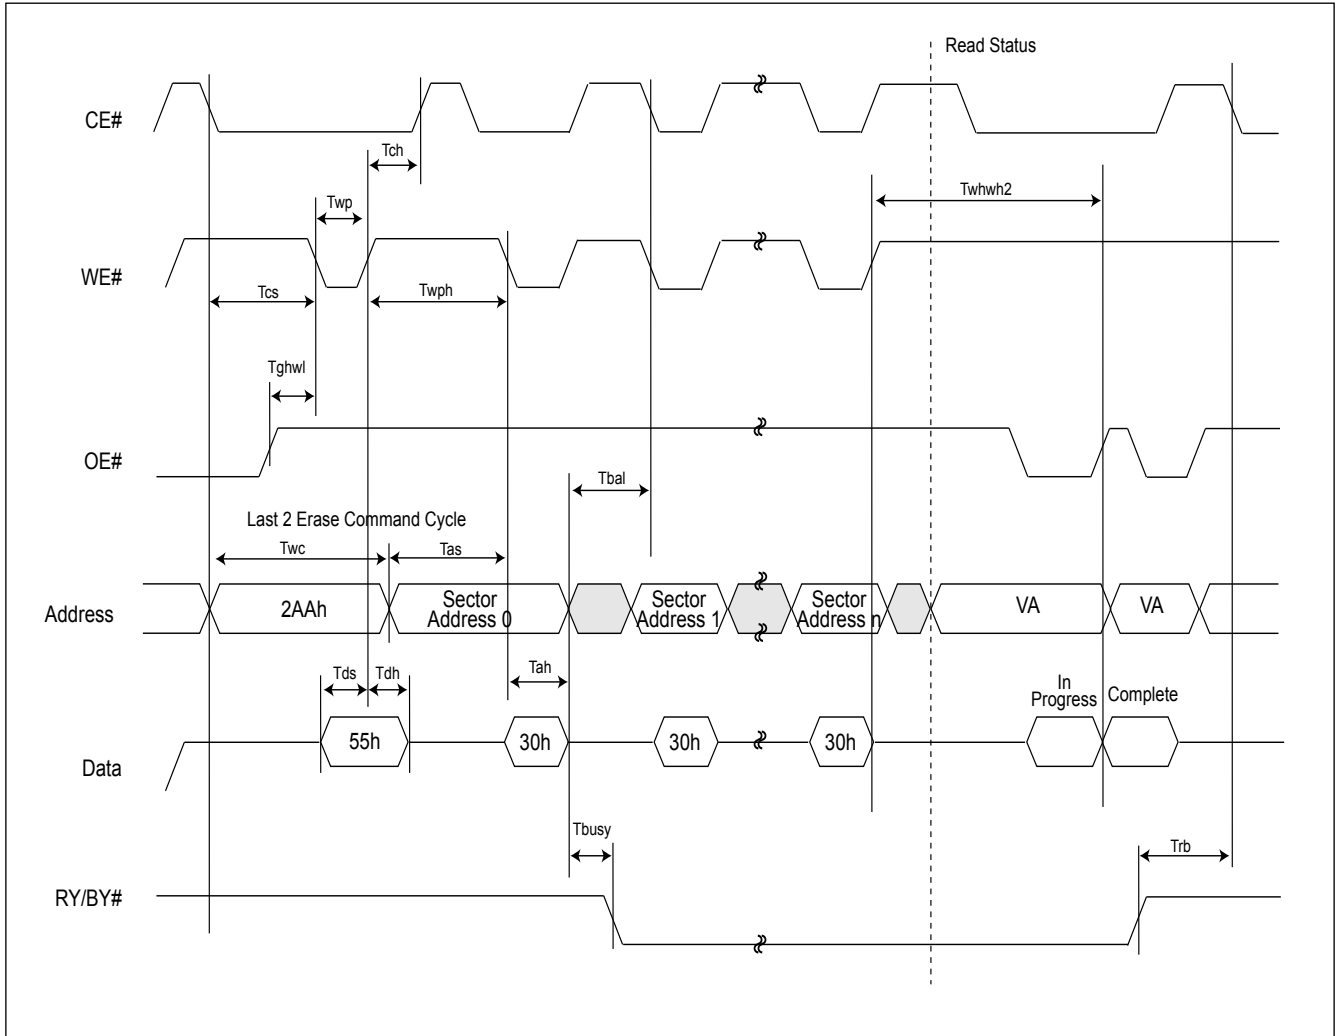 Read Status
CE#
Tch
Twp
Twhwh2
WE#
Tcs
Twph
Tghwl
OE#
Tbal
Last 2 Erase Command Cycle
Twc
Tas
Address
2AAh
Sector
Address 0
Sector
Address 1
Sector
Address n
VA
VA
Tds
Tdh
Tah
In
Progress
Complete
Data
55h
30h
30h
30h
Tbusy
Trb
RY/BY#